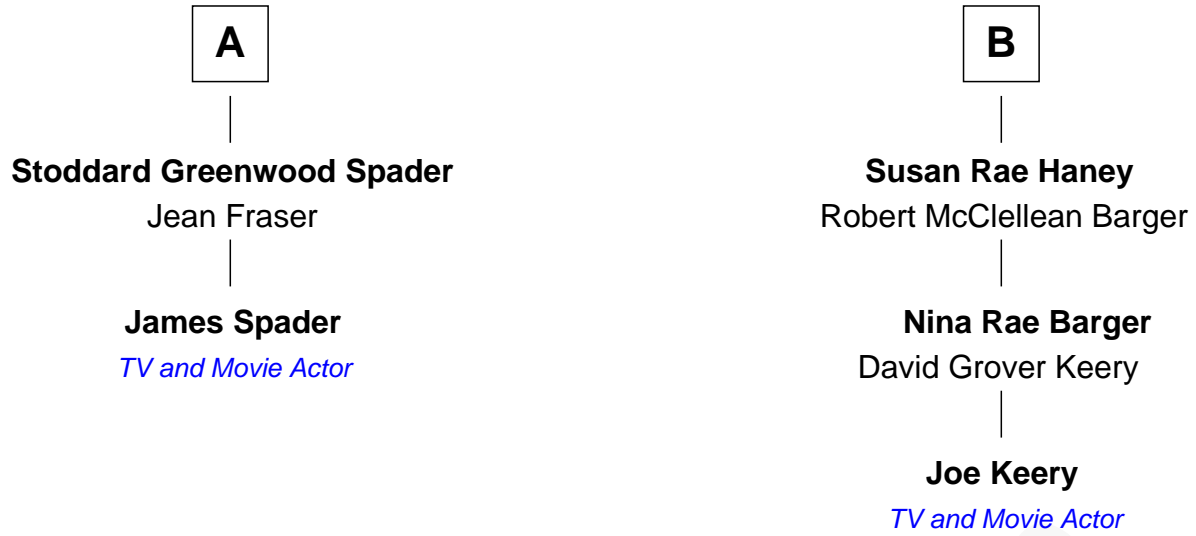 A
Stoddard Greenwood Spader
Jean Fraser
James Spader
TV and Movie Actor
B
Susan Rae Haney
Robert McClellean Barger
Nina Rae Barger
David Grover Keery
Joe Keery
TV and Movie Actor